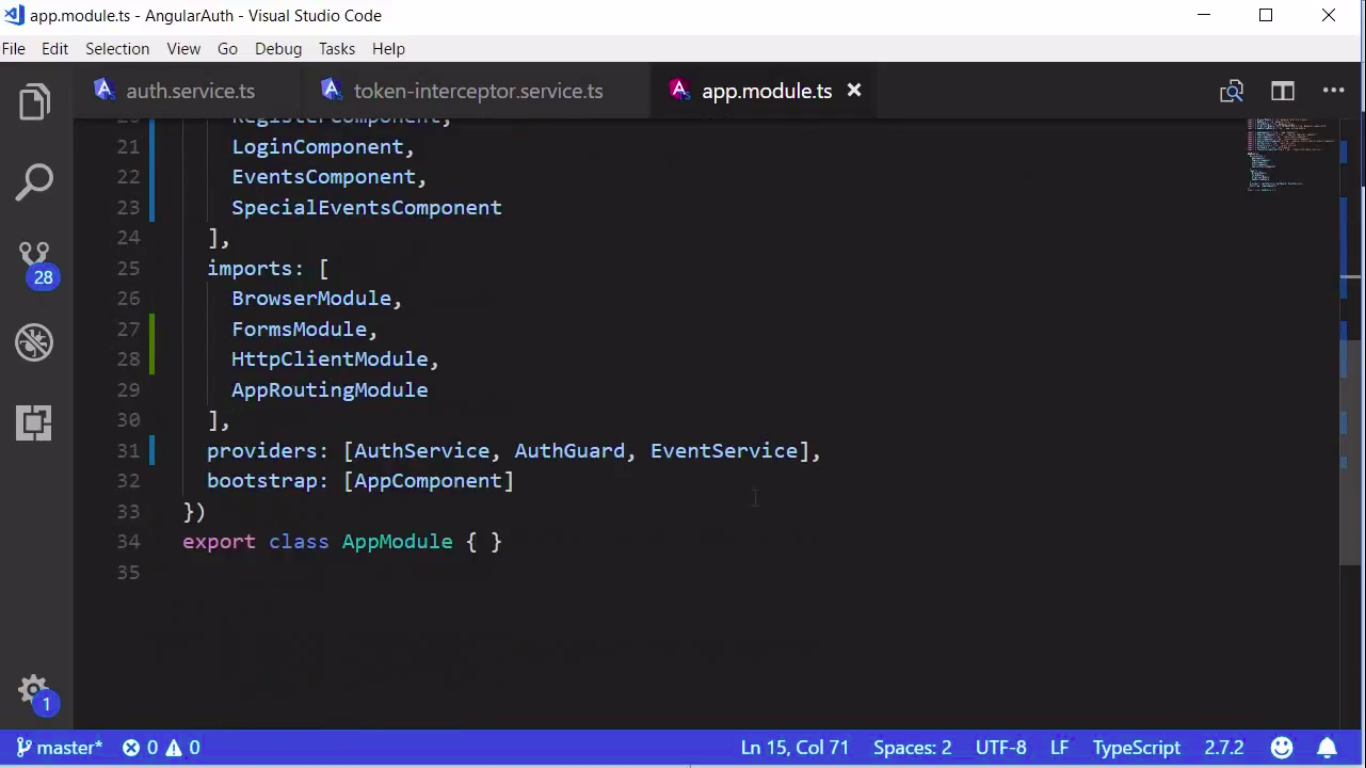 app.module.ts - AngularAuth - Visual Studio Code
File Edit Selection View Go Debug Tasks Help
auth.service.ts token-interceptor.service.ts app.module.ts
20 RegisterComponent,
21 LoginComponent,
22 EventsComponent,
23 SpecialEventsComponent
24 ],
25 imports: [
26 BrowserModule,
27 FormsModule,
28 HttpClientModule,
29 AppRoutingModule
30 ],
31 providers: [AuthService, AuthGuard, EventService],
32 bootstrap: [AppComponent]
33 })
34 export class AppModule { }
35
28
1
master* 0 0 Ln 15, Col 71 Spaces: 2 UTF-8 LF TypeScript 2.7.2